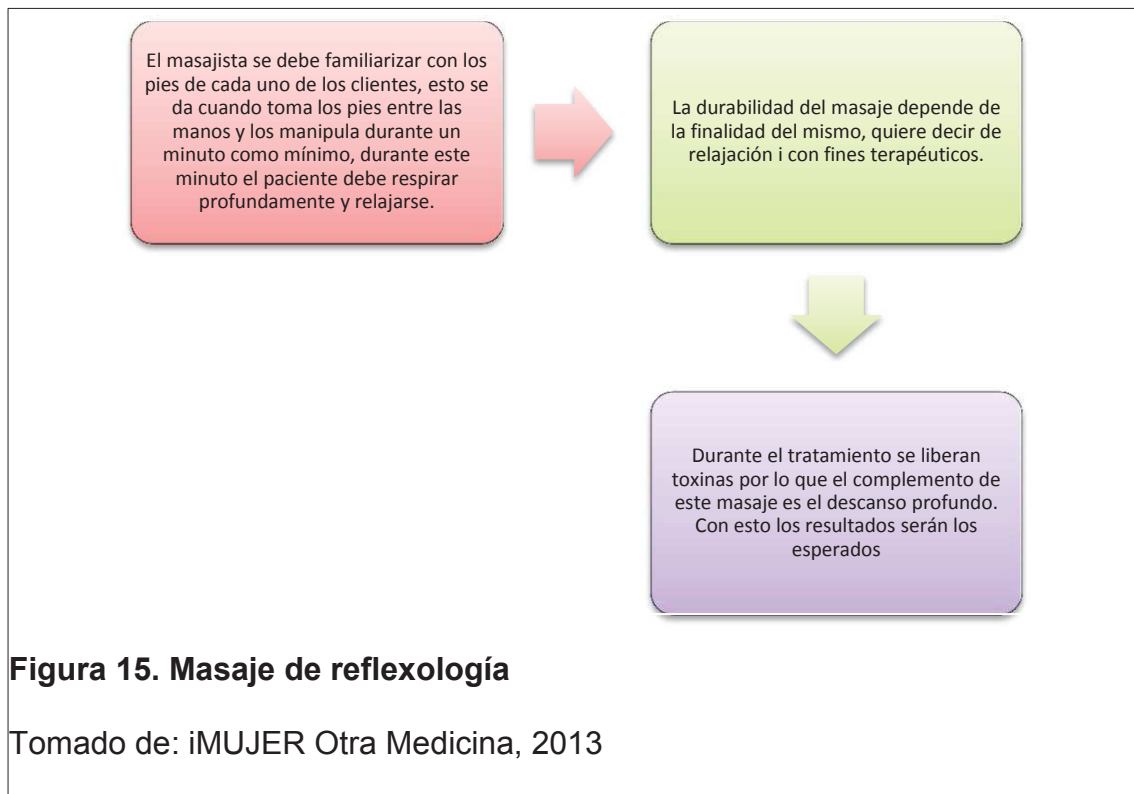 El masajista se debe familiarizar con los
pies de cada uno de los clientes, esto se
da cuando toma los pies entre las
manos y los manipula durante un
minuto como mínimo, durante este
minuto el paciente debe respirar
profundamente y relajarse.
La durabilidad del masaje depende de
la finalidad del mismo, quiere decir de
relajación i con fines terapéuticos.
Durante el tratamiento se liberan
toxinas por lo que el complemento de
este masaje es el descanso profundo.
Con esto los resultados serán los
esperados
Figura 15. Masaje de reflexología
Tomado de: iMUJER Otra Medicina, 2013